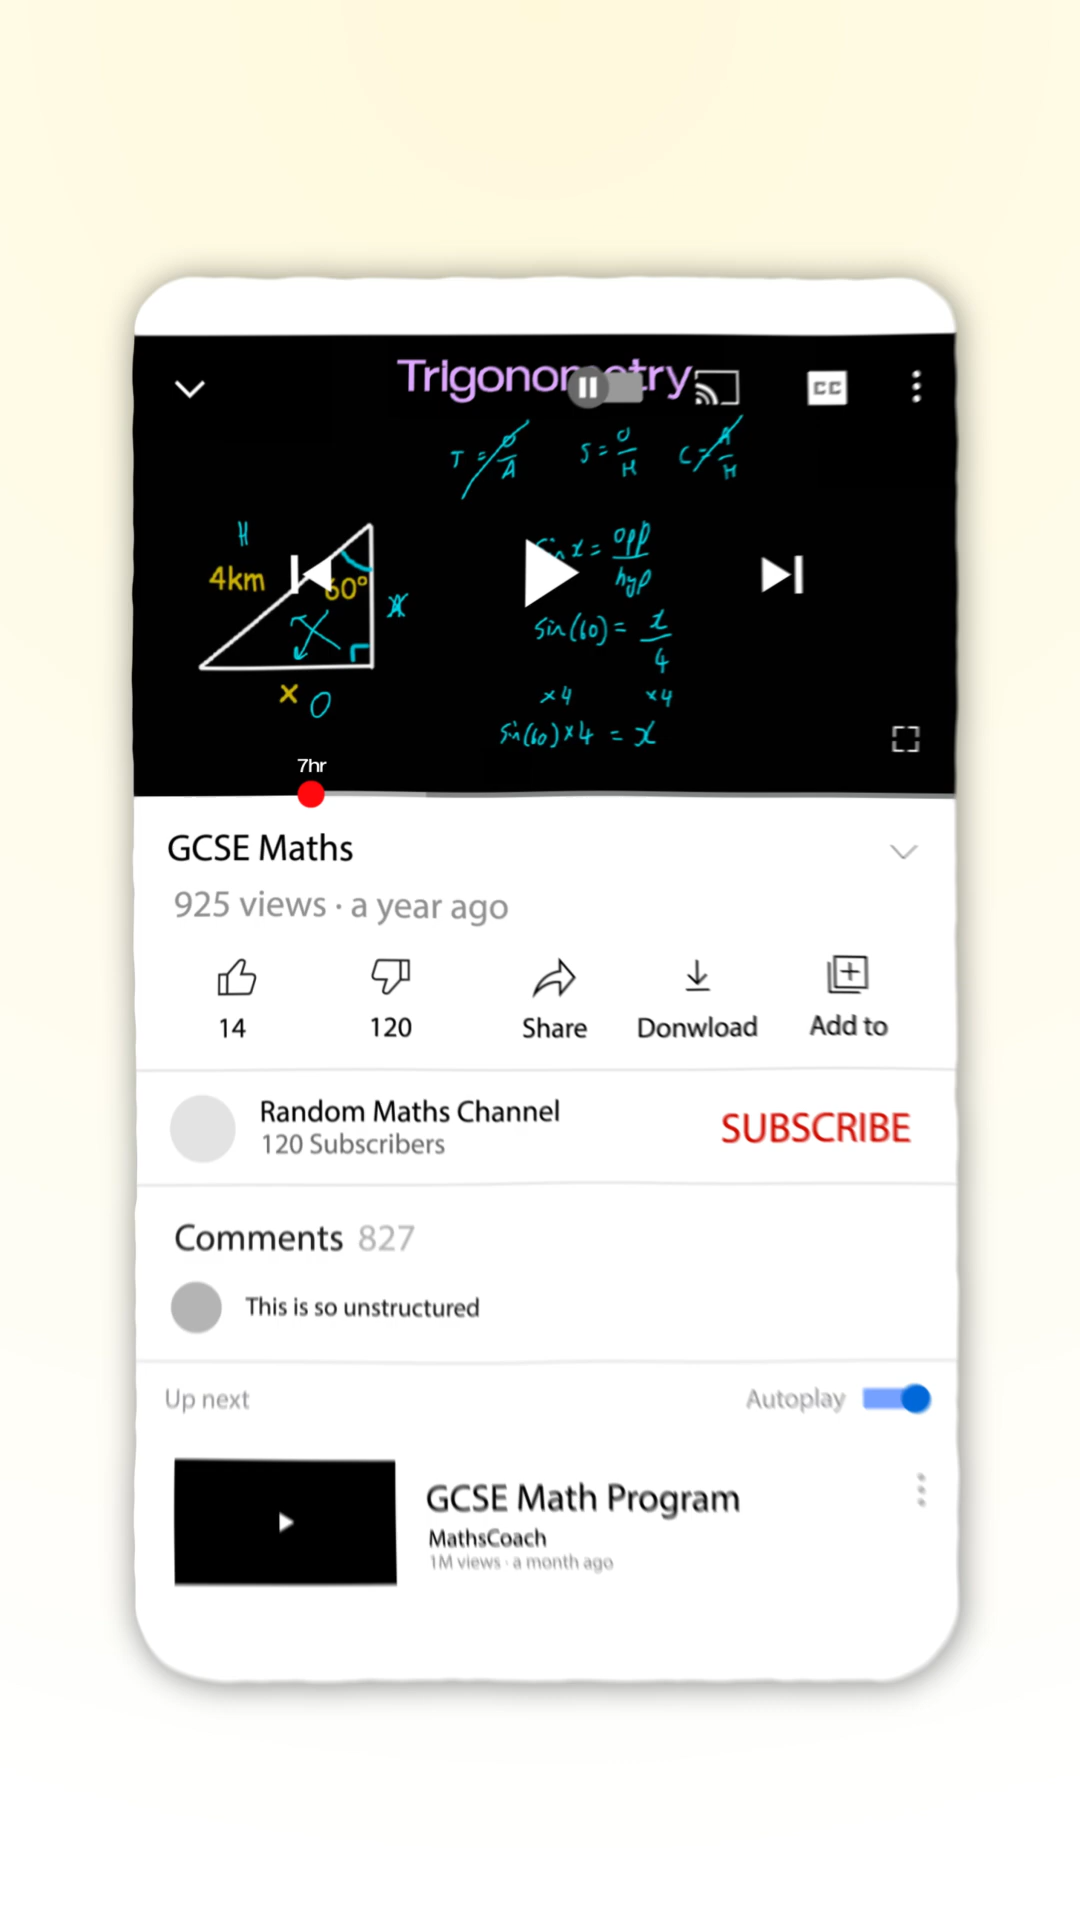 Trigonometry
CC
T = O/A S = O/H C = A/H
H
4km
60°
A
x O
sin x = opp/hyp
sin(60) = x/4
×4 ×4
sin(60)×4 = x
7hr
GCSE Maths
925 views · a year ago
14 120 Share Donwload Add to
Random Maths Channel
120 Subscribers
SUBSCRIBE
Comments 827
This is so unstructured
Up next Autoplay
GCSE Math Program
MathsCoach
1M views · a month ago